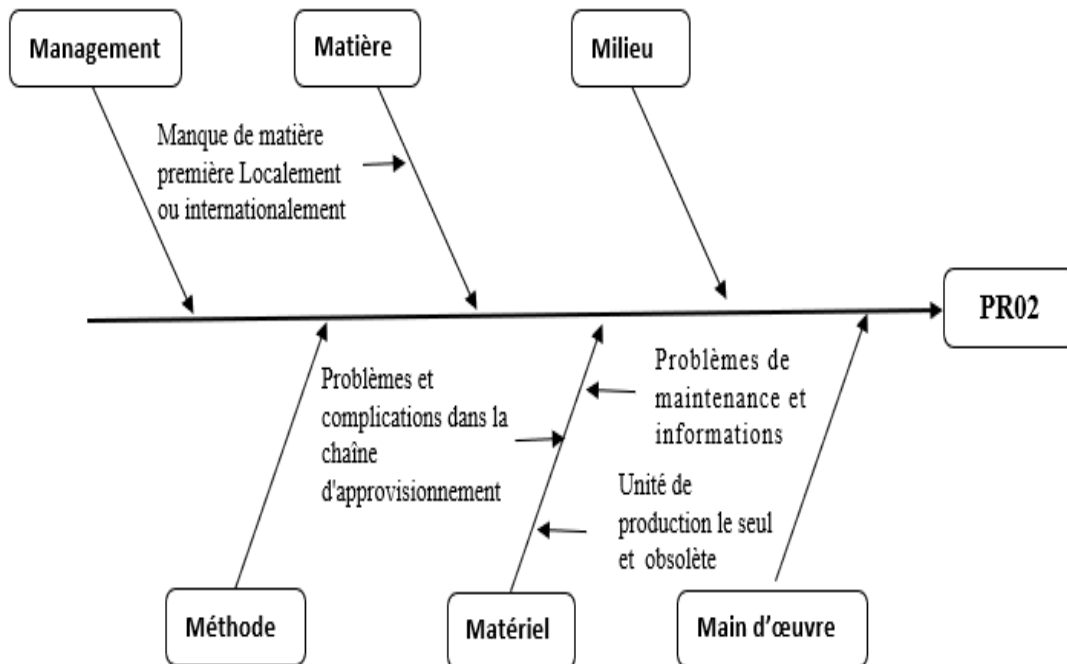 Management
Matière
Milieu
Manque de matière
première Localement
ou internationalement
PR02
Problèmes et
complications dans la
chaîne
d'approvisionnement
Problèmes de
maintenance et
informations
Unité de
production le seul
et obsolète
Méthode
Matériel
Main d'œuvre